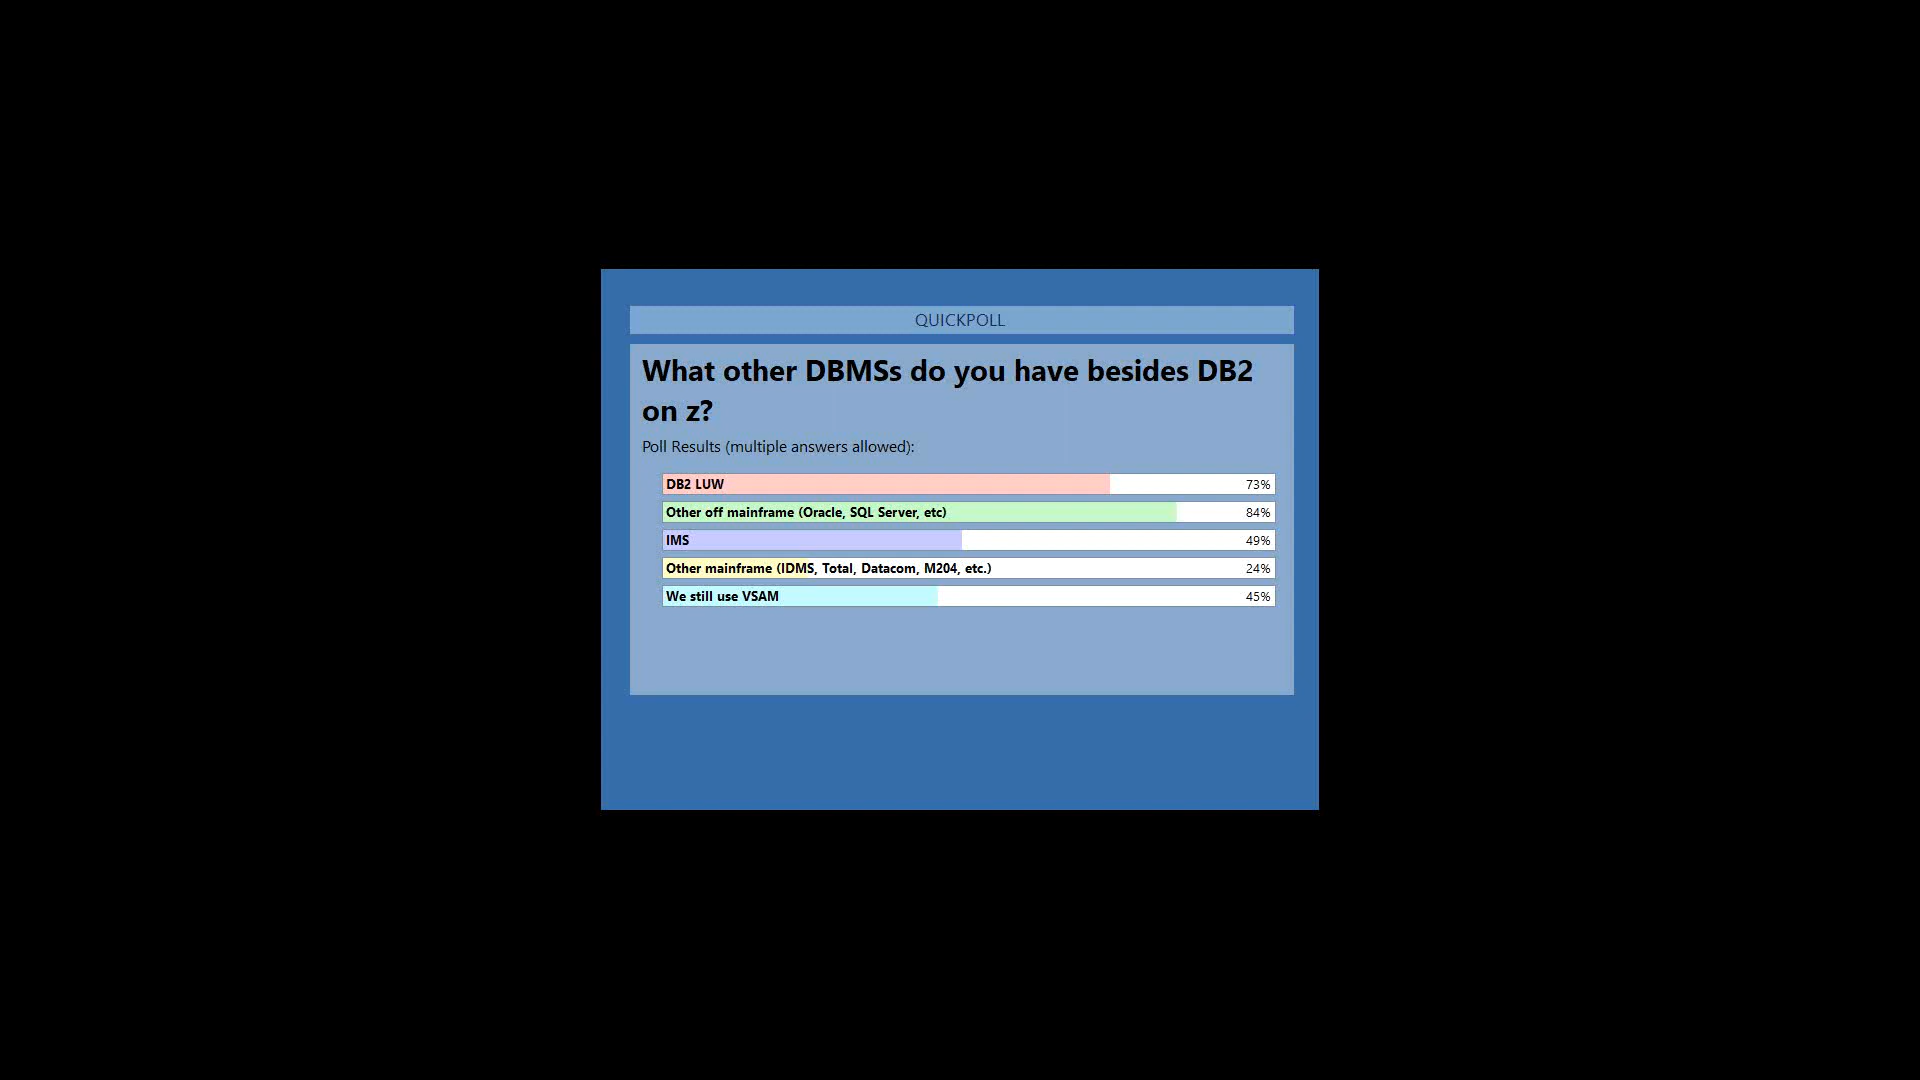 QUICKPOLL
What other DBMSs do you have besides DB2
on z?
Poll Results (multiple answers allowed):
DB2 LUW 73%
Other off mainframe (Oracle, SQL Server, etc) 84%
IMS 49%
Other mainframe (IDMS, Total, Datacom, M204, etc.) 24%
We still use VSAM 45%